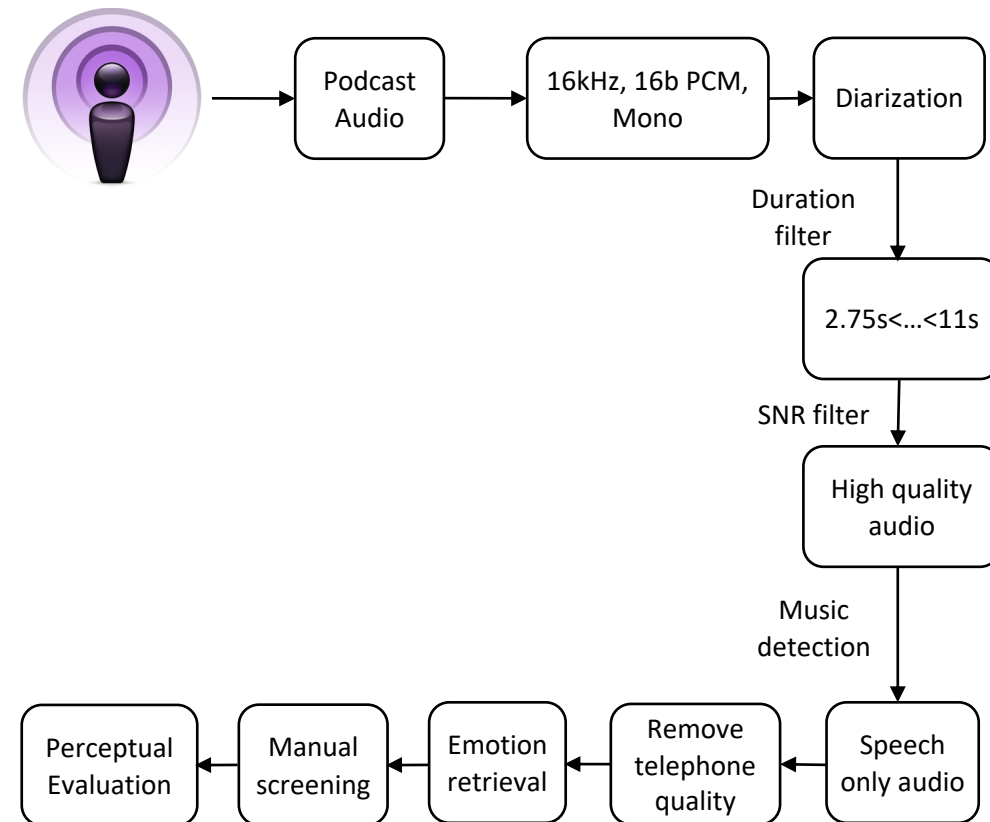 Podcast
Audio
16kHz, 16b PCM,
Mono
Diarization
Duration
filter
2.75s<...<11s
SNR filter
High quality
audio
Music
detection
Speech
only audio
Remove
telephone
quality
Emotion
retrieval
Manual
screening
Perceptual
Evaluation